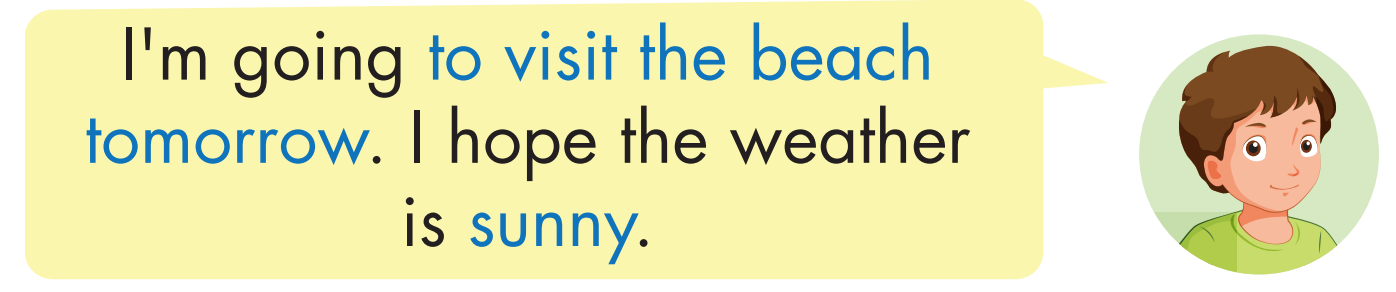 I'm going to visit the beach
tomorrow. I hope the weather
is sunny.